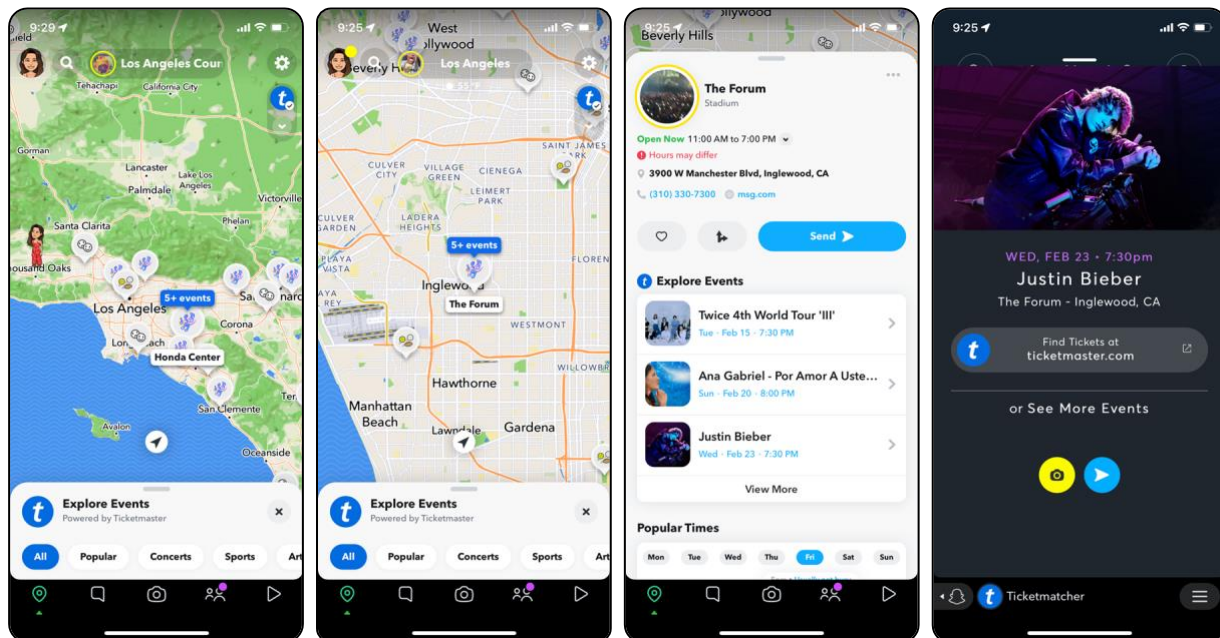 9:29
Los Angeles Cour
Tehachapi
California City
Gorman
Lancaster
Lake Los
Angeles
Palmdale
Victorville
Phelan
Santa Clarita
ousand Oaks
5+ events
Los Angeles
Corona
Honda Center
San Clemente
Ter
Avalon
Oceanside
Explore Events
Powered by Ticketmaster
All
Popular
Concerts
Sports
Art
9:25
West
Los Angeles
SAINT JAMES
PARK
CULVER
CITY
VILLAGE
GREEN
CIENEGA
LEIMERT
PARK
CULVER
GARDEN
LADERA
HEIGHTS
5+ events
PLAYA
VISTA
FLOREN
The Forum
WESTMONT
WILLOWBR
Hawthorne
Manhattan
Beach
Lawndale
Gardena
Explore Events
Powered by Ticketmaster
All
Popular
Concerts
Sports
Art
9:25
Beverly Hills
The Forum
Stadium
Open Now 11:00 AM to 7:00 PM
Hours may differ
3900 W Manchester Blvd, Inglewood, CA
(310) 330-7300 msg.com
Send
Explore Events
Twice 4th World Tour 'III'
Tue · Feb 15 · 7:30 PM
Ana Gabriel - Por Amor A Uste...
Sun · Feb 20 · 8:00 PM
Justin Bieber
Wed · Feb 23 · 7:30 PM
View More
Popular Times
Mon Tue Wed Thu Fri Sat Sun
9:25
WED, FEB 23 • 7:30pm
Justin Bieber
The Forum - Inglewood, CA
t
Find Tickets at
ticketmaster.com
or See More Events
t Ticketmatcher